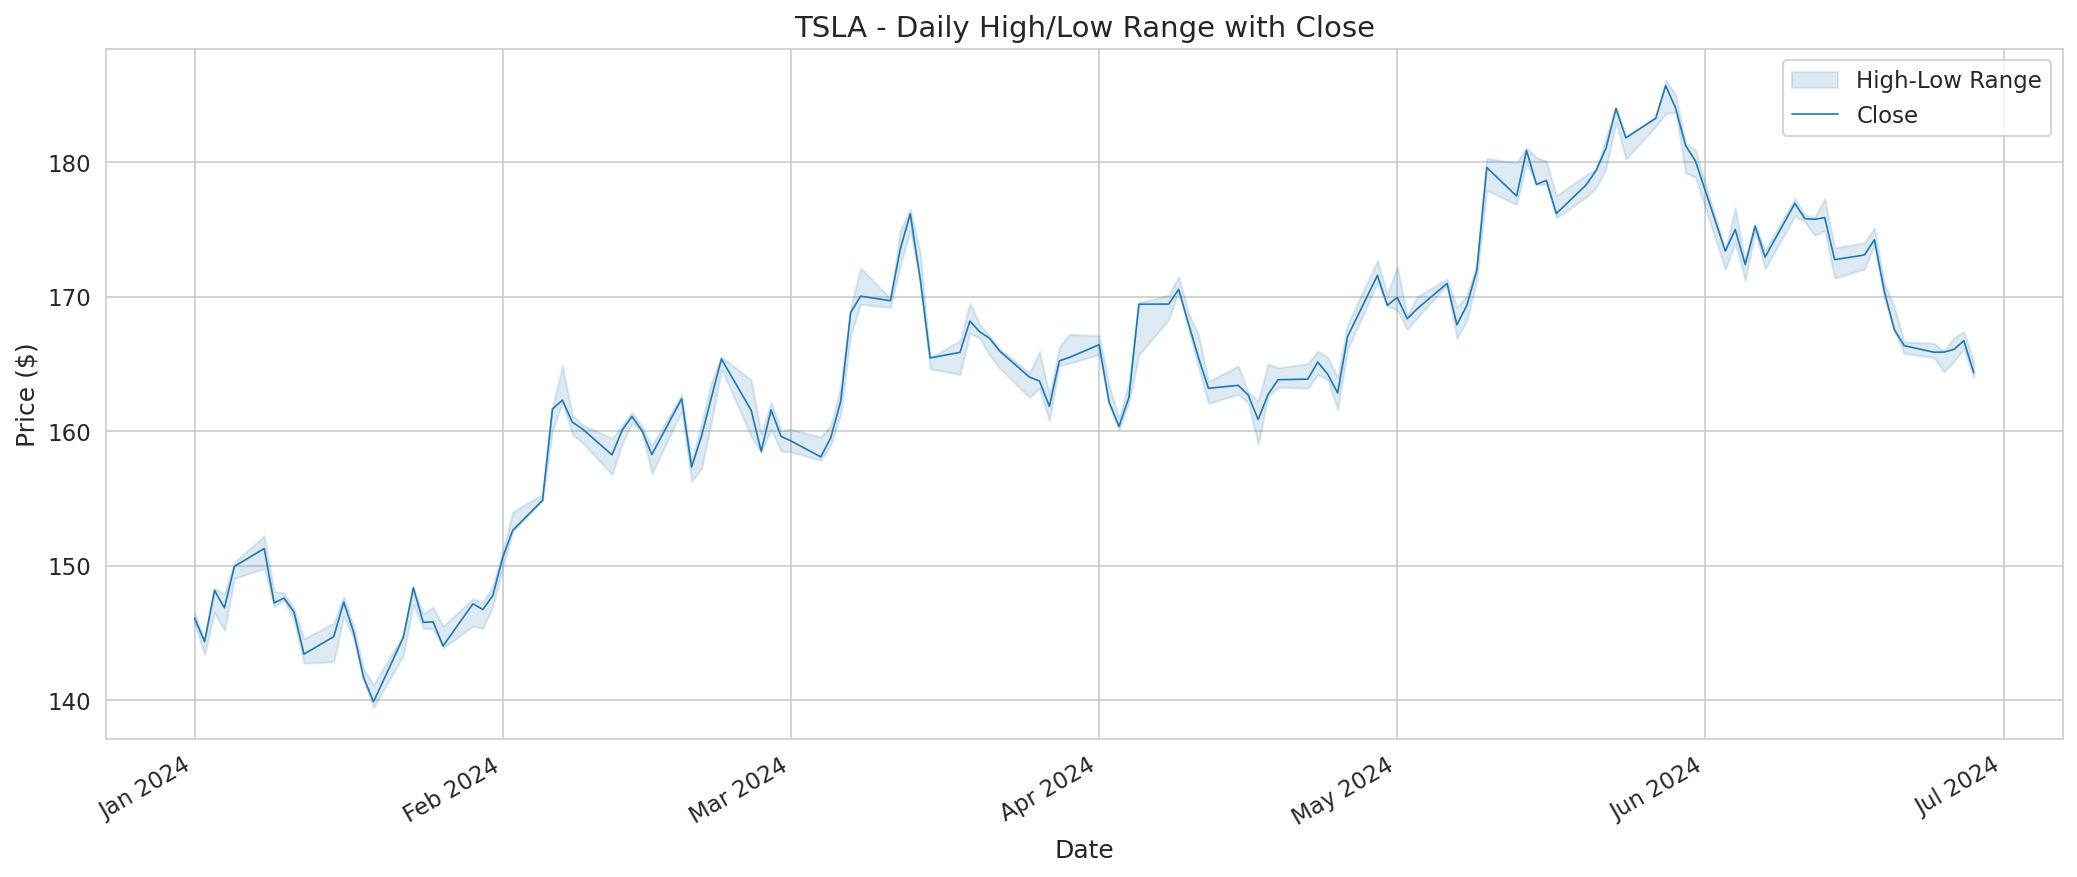 TSLA - Daily High/Low Range with Close
High-Low Range
Close
Price ($)
180
170
160
150
140
Jan 2024
Feb 2024
Mar 2024
Apr 2024
May 2024
Jun 2024
Jul 2024
Date